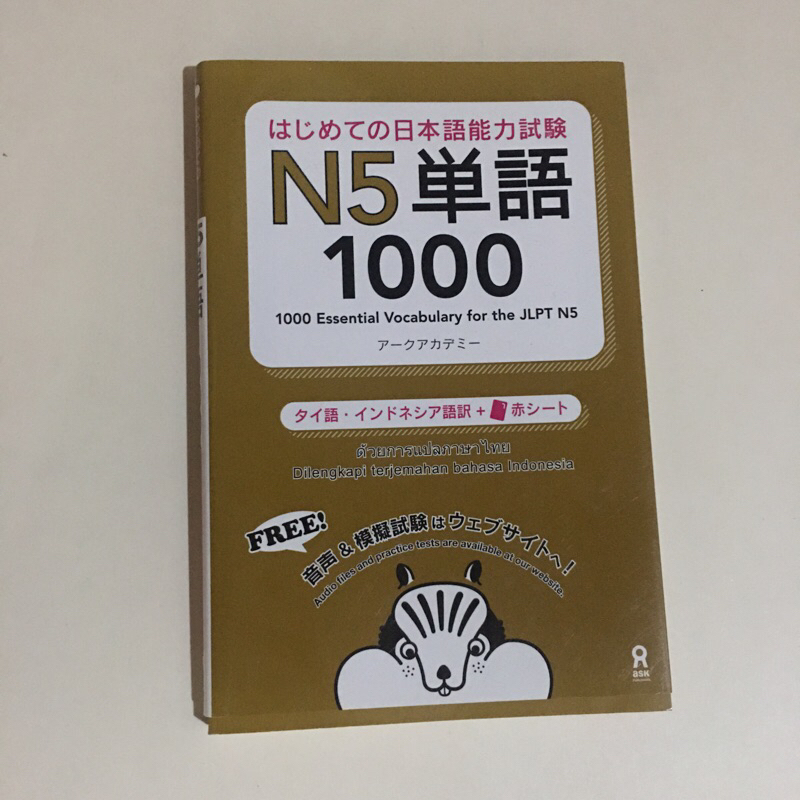 はじめての日本語能力試験
N5単語
1000
1000 Essential Vocabulary for the JLPT N5
アークアカデミー
タイ語・インドネシア語訳 + 赤シート
ด้วยการแปลภาษาไทย
Dilengkapi terjemahan bahasa Indonesia
FREE!
音声 & 模擬試験はウェブサイトへ!
Audio files and practice tests are available at our website.
ask